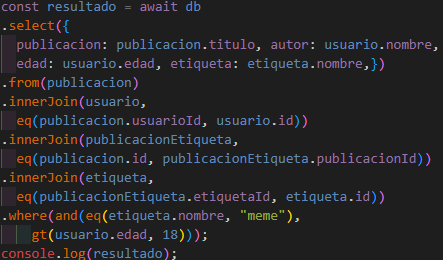 const resultado = await db
.select({
publicacion: publicacion.titulo, autor: usuario.nombre,
edad: usuario.edad, etiqueta: etiqueta.nombre,})
.from(publicacion)
.innerJoin(usuario,
eq(publicacion.usuarioId, usuario.id))
.innerJoin(publicacionEtiqueta,
eq(publicacion.id, publicacionEtiqueta.publicacionId))
.innerJoin(etiqueta,
eq(publicacionEtiqueta.etiquetaId, etiqueta.id))
.where(and(eq(etiqueta.nombre, "meme"),
gt(usuario.edad, 18)));
console.log(resultado);